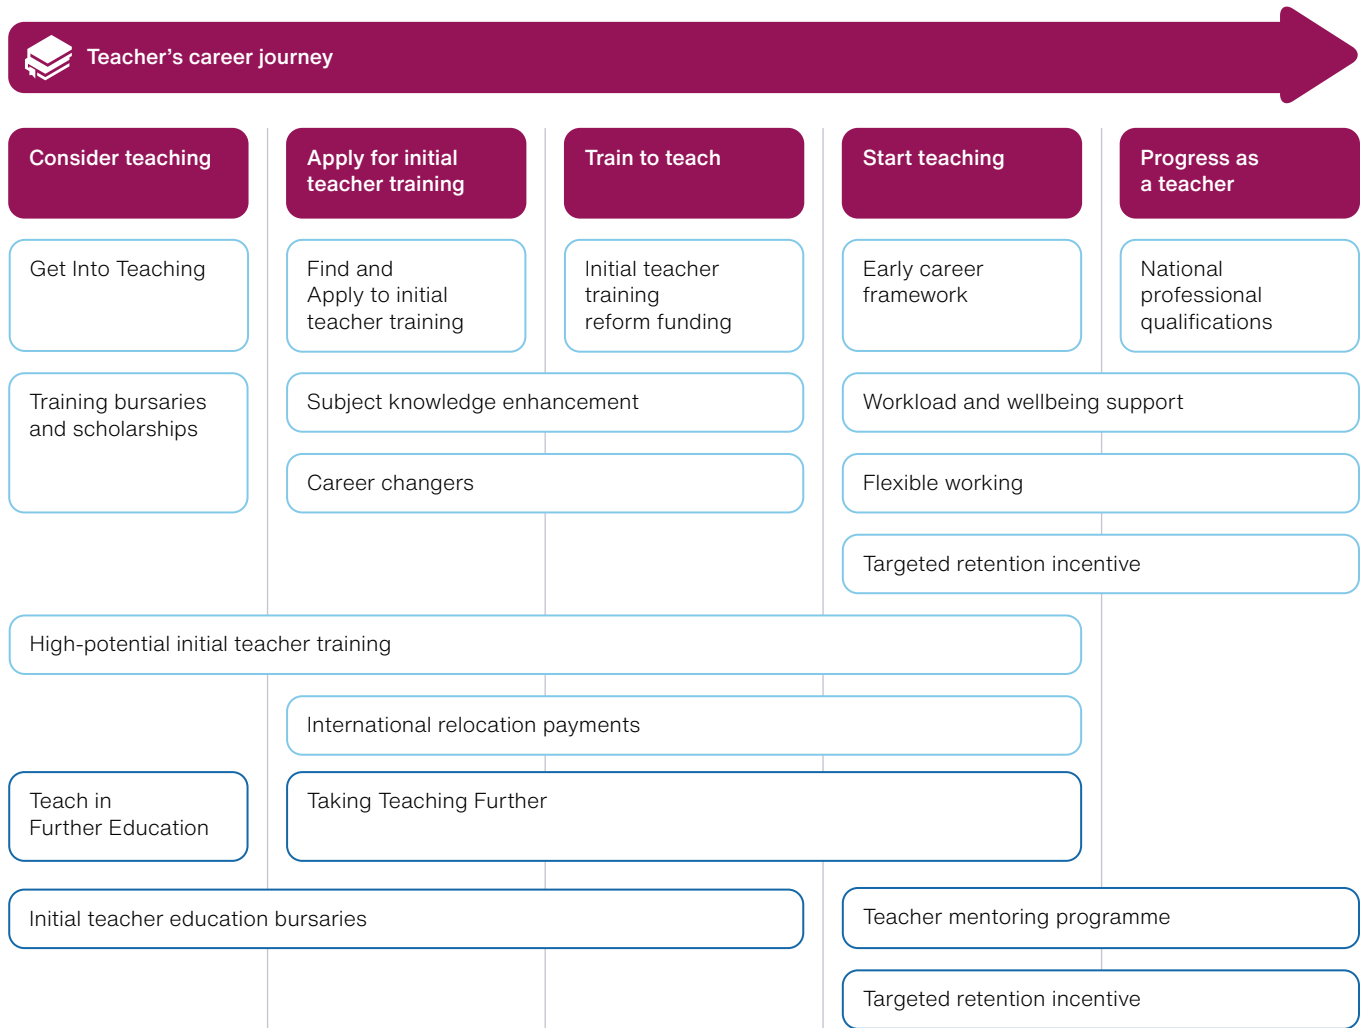 Teacher’s career journey
Consider teaching
Apply for initial
teacher training
Train to teach
Start teaching
Progress as
a teacher
Get Into Teaching
Find and
Apply to initial
teacher training
Initial teacher
training
reform funding
Early career
framework
National
professional
qualifications
Training bursaries
and scholarships
Subject knowledge enhancement
Workload and wellbeing support
Career changers
Flexible working
Targeted retention incentive
High-potential initial teacher training
International relocation payments
Teach in
Further Education
Taking Teaching Further
Initial teacher education bursaries
Teacher mentoring programme
Targeted retention incentive